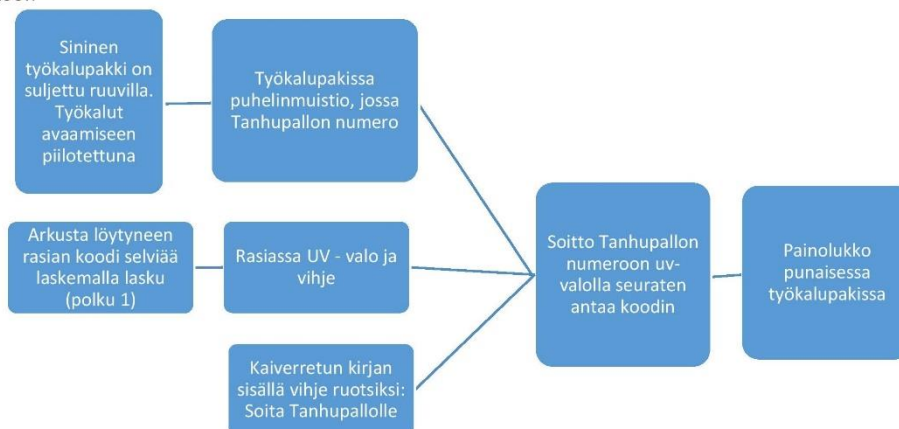 Sininen
työkalupakki on
suljettu ruuvilla.
Työkalut
avaamiseen
piilotettuna
Työkalupakissa
puhelinmuistio, jossa
Tanhupallon numero
Arkusta löytyneen
rasian koodi selviää
laskemalla lasku
(polku 1)
Rasiassa UV - valo ja
vihje
Kaiverretun kirjan
sisällä vihje ruotsiksi:
Soita Tanhupallolle
Soitto Tanhupallon
numeroon uv-
valolla seuraten
antaa koodin
Painolukko
punaisessa
työkalupakissa